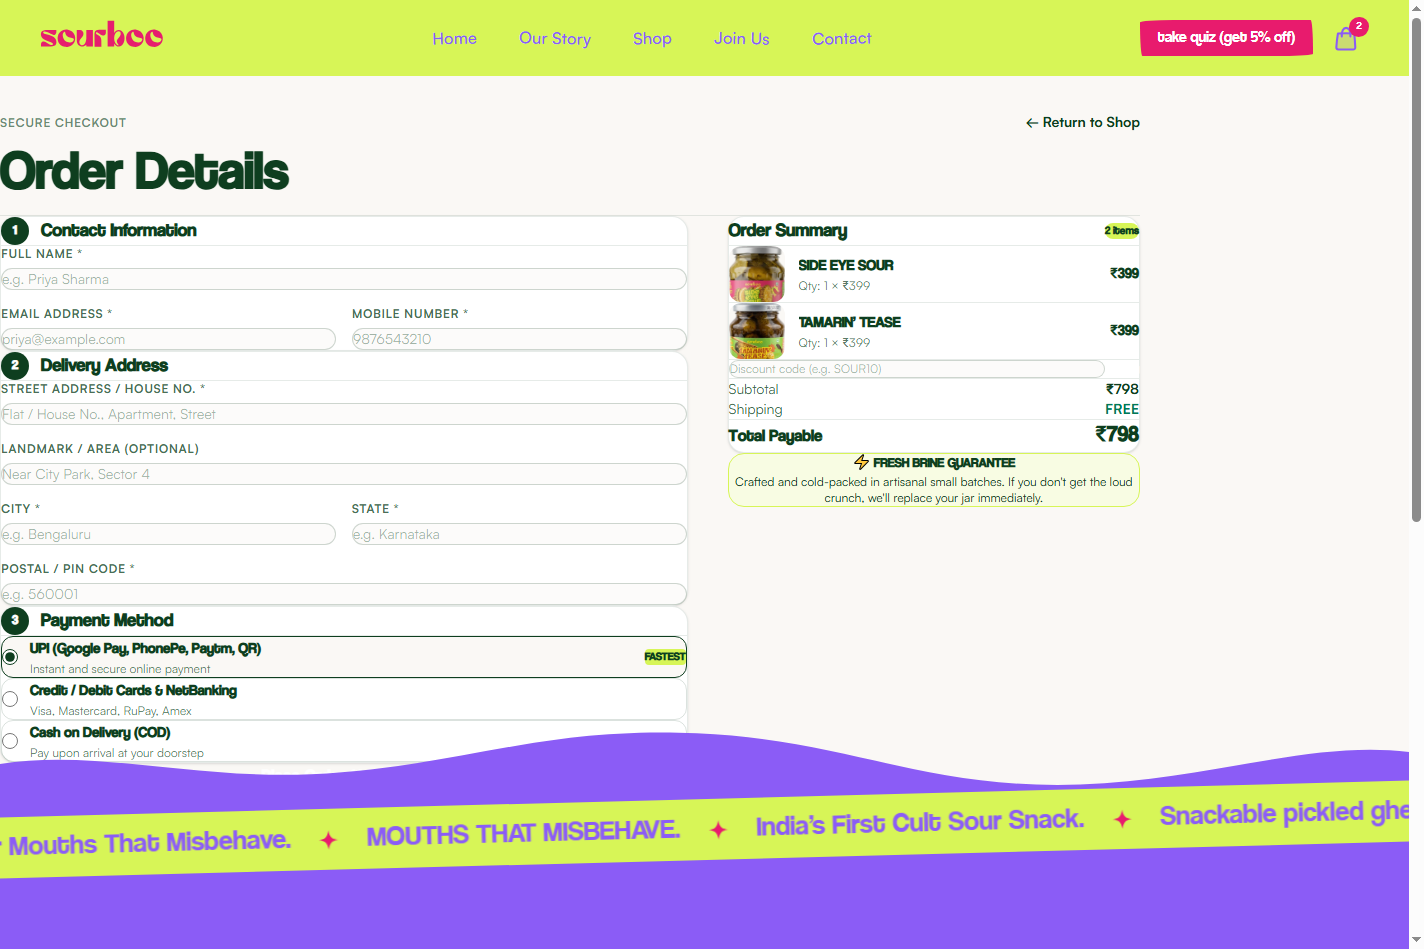 sourboo
Home
Our Story
Shop
Join Us
Contact
take quiz (get 5% off)
2
SECURE CHECKOUT
← Return to Shop
Order Details
1 Contact Information
FULL NAME *
e.g. Priya Sharma
EMAIL ADDRESS *
priya@example.com
MOBILE NUMBER *
9876543210
2 Delivery Address
STREET ADDRESS / HOUSE NO. *
Flat / House No., Apartment, Street
LANDMARK / AREA (OPTIONAL)
Near City Park, Sector 4
CITY *
e.g. Bengaluru
STATE *
e.g. Karnataka
POSTAL / PIN CODE *
e.g. 560001
3 Payment Method
UPI (Google Pay, PhonePe, Paytm, QR)
Instant and secure online payment
FASTEST
Credit / Debit Cards & NetBanking
Visa, Mastercard, RuPay, Amex
Cash on Delivery (COD)
Pay upon arrival at your doorstep
Order Summary
2 items
SIDE EYE SOUR
Qty: 1 × ₹399
₹399
TAMARIN' TEASE
Qty: 1 × ₹399
₹399
Discount code (e.g. SOUR10)
Subtotal ₹798
Shipping FREE
Total Payable ₹798
⚡ FRESH BRINE GUARANTEE
Crafted and cold-packed in artisanal small batches. If you don't get the loud
crunch, we'll replace your jar immediately.
Mouths That Misbehave. ✦ MOUTHS THAT MISBEHAVE. ✦ India's First Cult Sour Snack. ✦ Snackable pickled ghe